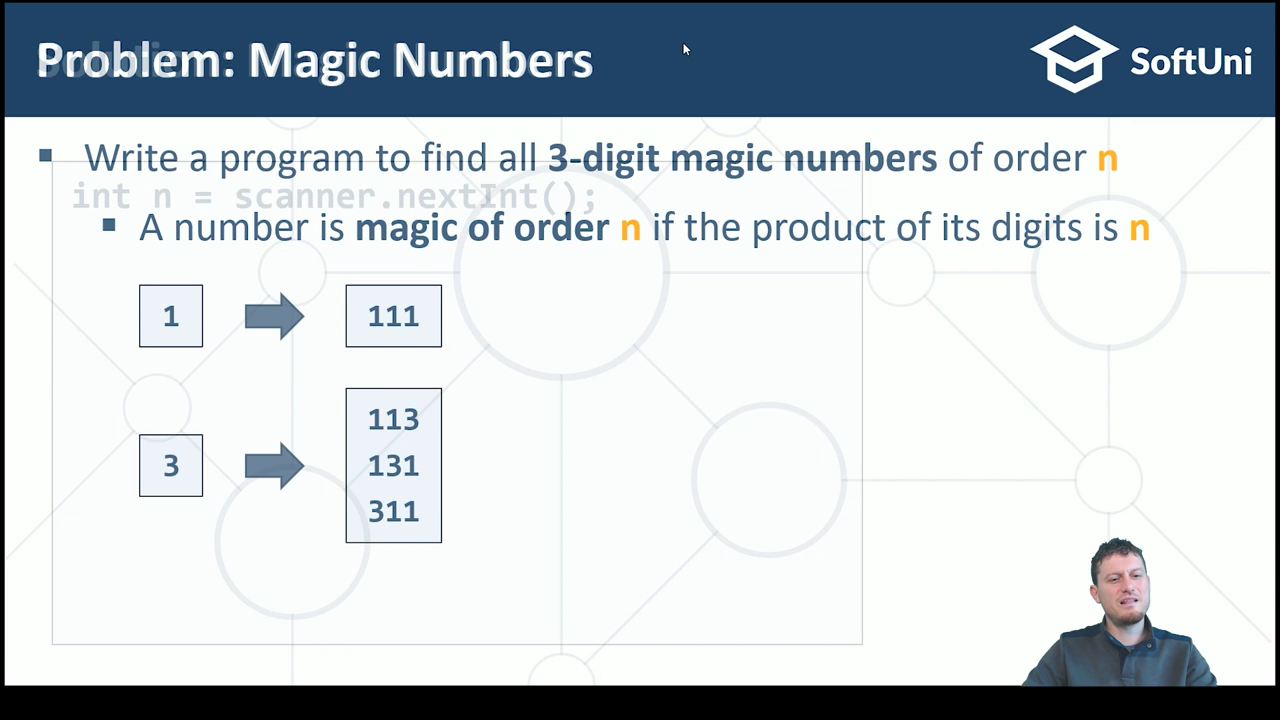 Problem: Magic Numbers
SoftUni
Write a program to find all 3-digit magic numbers of order n
int n = scanner.nextInt();
A number is magic of order n if the product of its digits is n
1
111
113
3
131
311